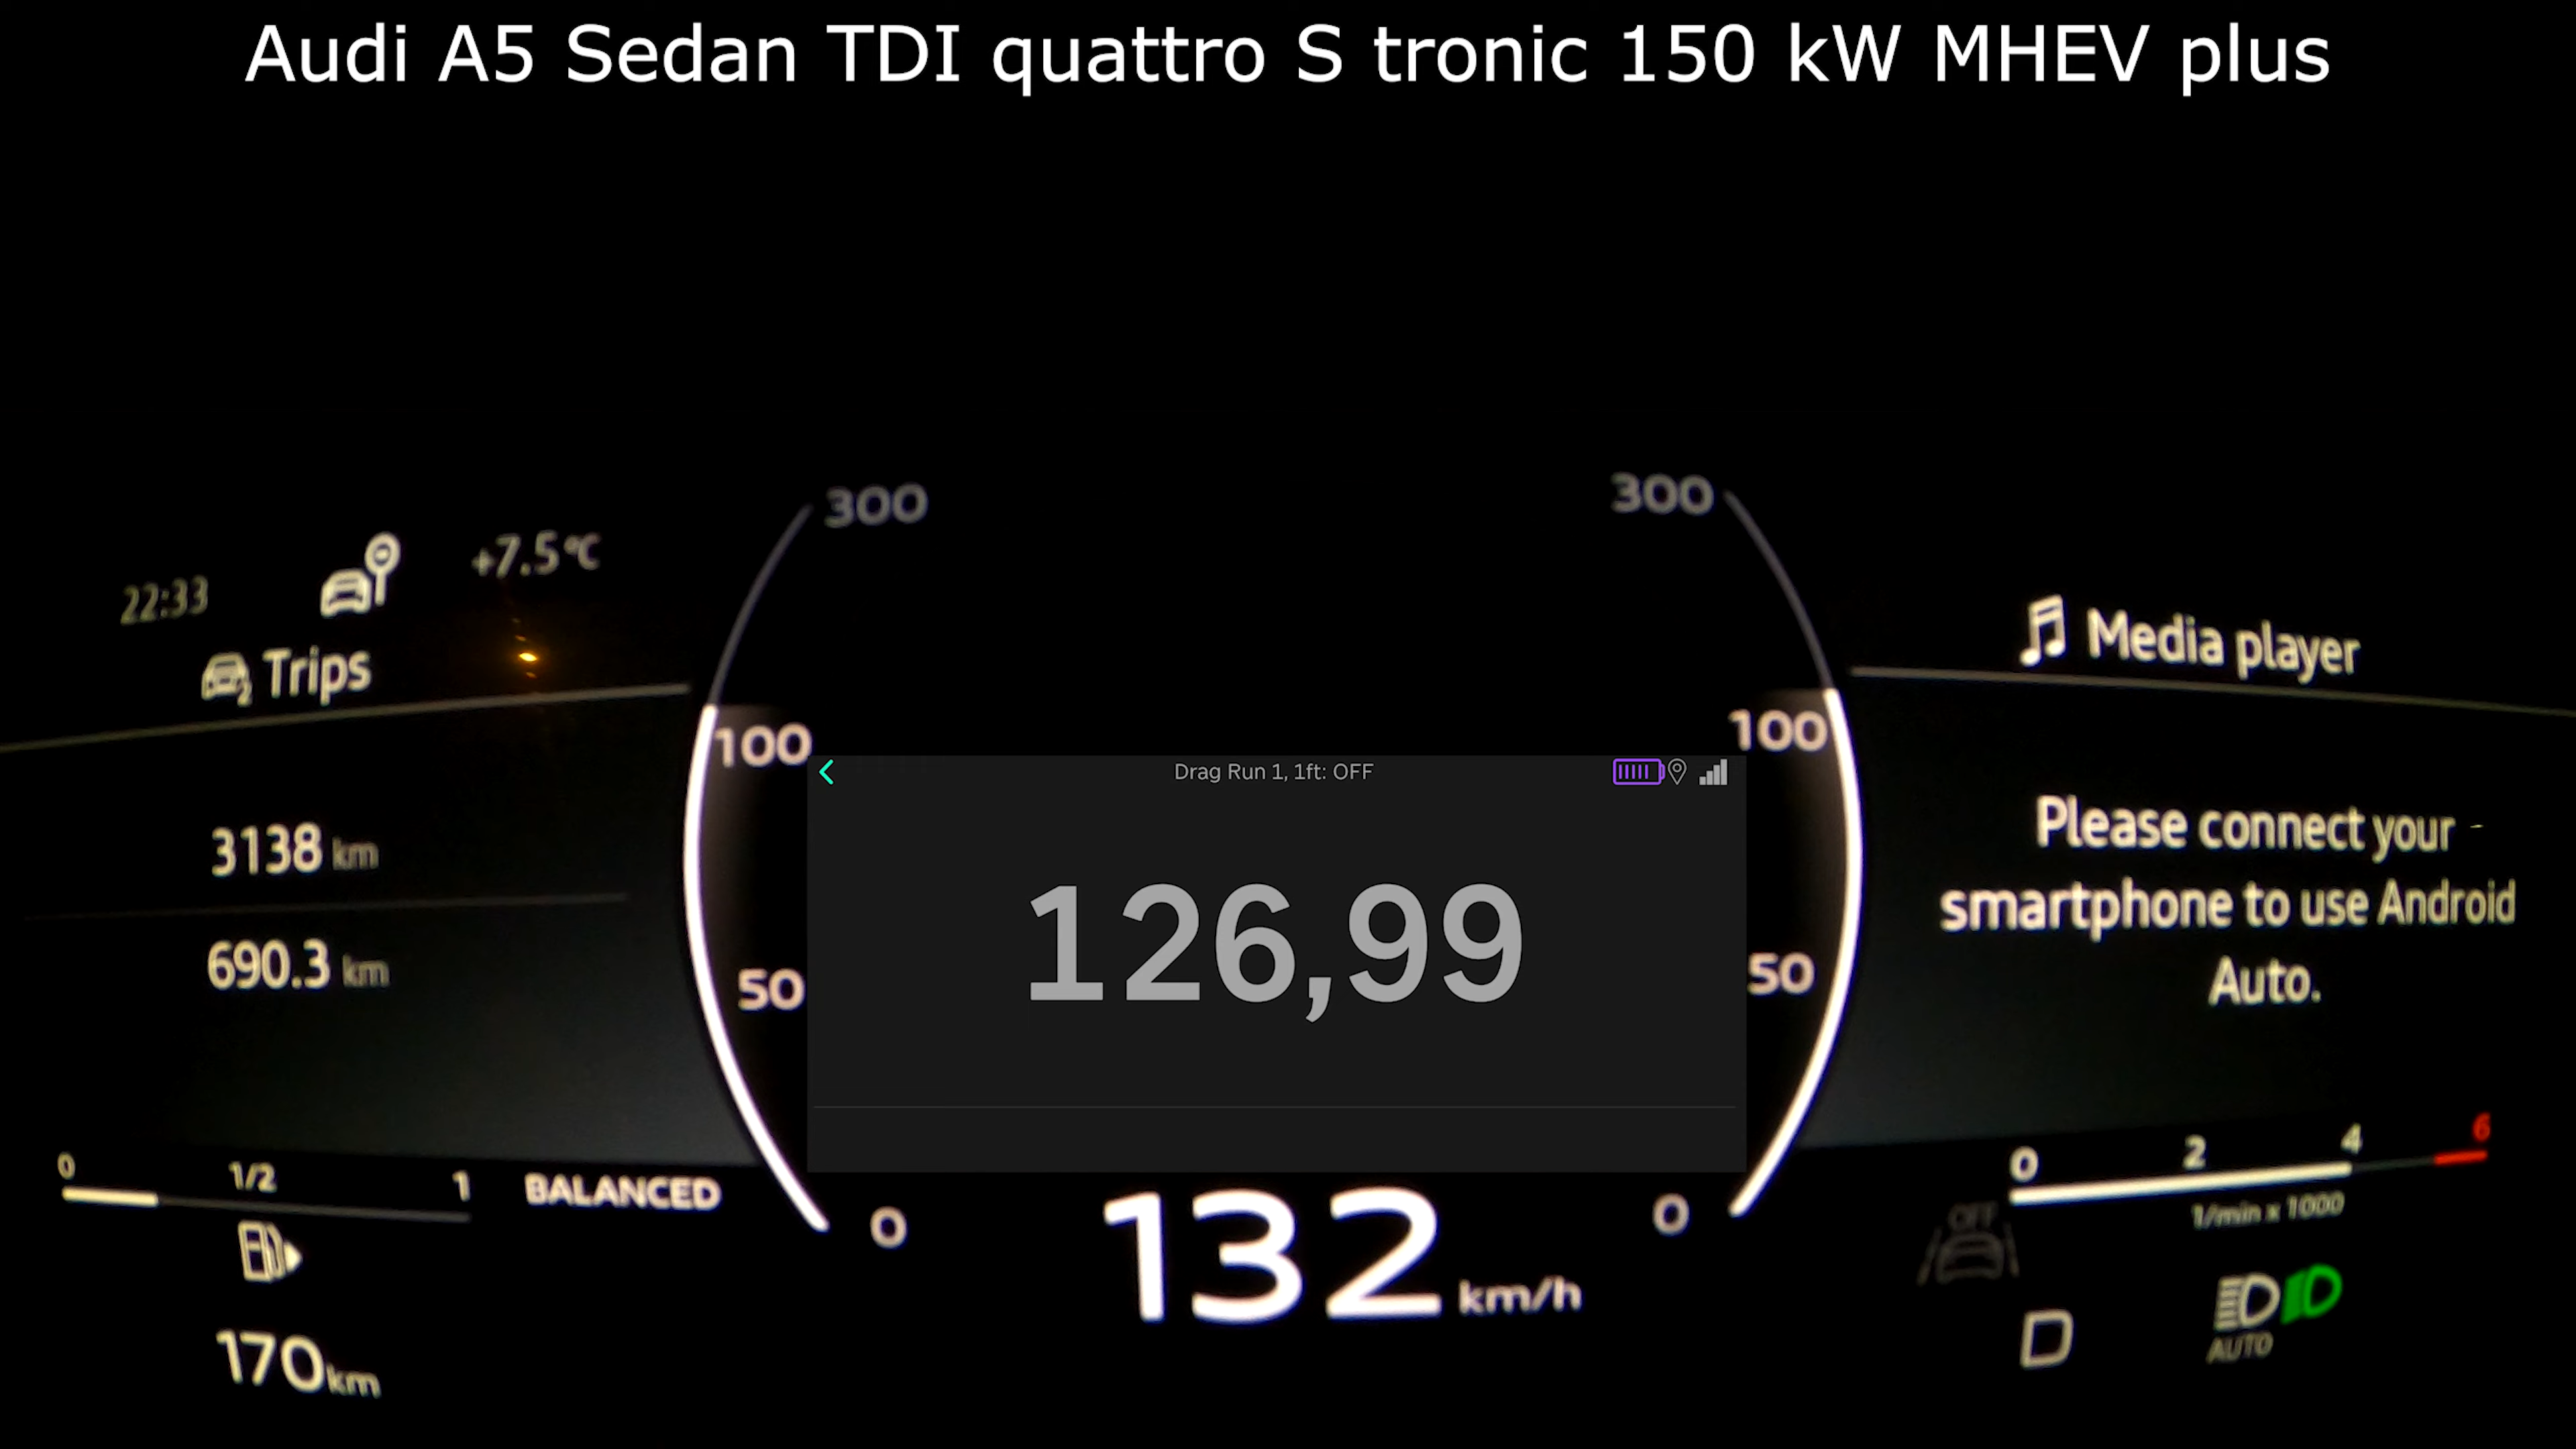 Audi A5 Sedan TDI quattro S tronic 150 kW MHEV plus
300
300
22:33
+7.5°C
2 Trips
Media player
100
100
Drag Run 1, 1ft: OFF
3138 km
126,99
Please connect your
smartphone to use Android
Auto.
690.3 km
50
50
0 1/2 1
BALANCED
0 2 4 6
1/min x 1000
0
132 km/h
0
OFF
AUTO
D
170 km